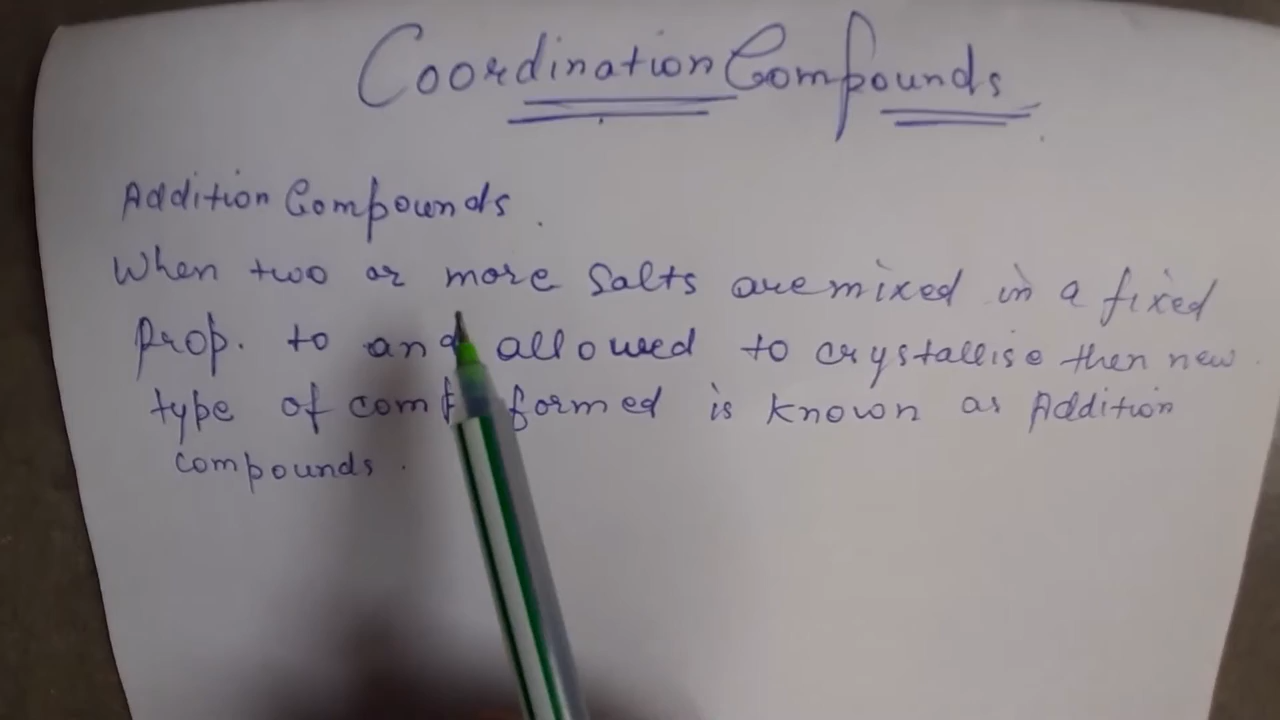 Coordination Compounds
Addition Compounds.
When two or more salts are mixed in a fixed
Prop. to and allowed to crystallise then new
type of comp formed is known as Addition
compounds.